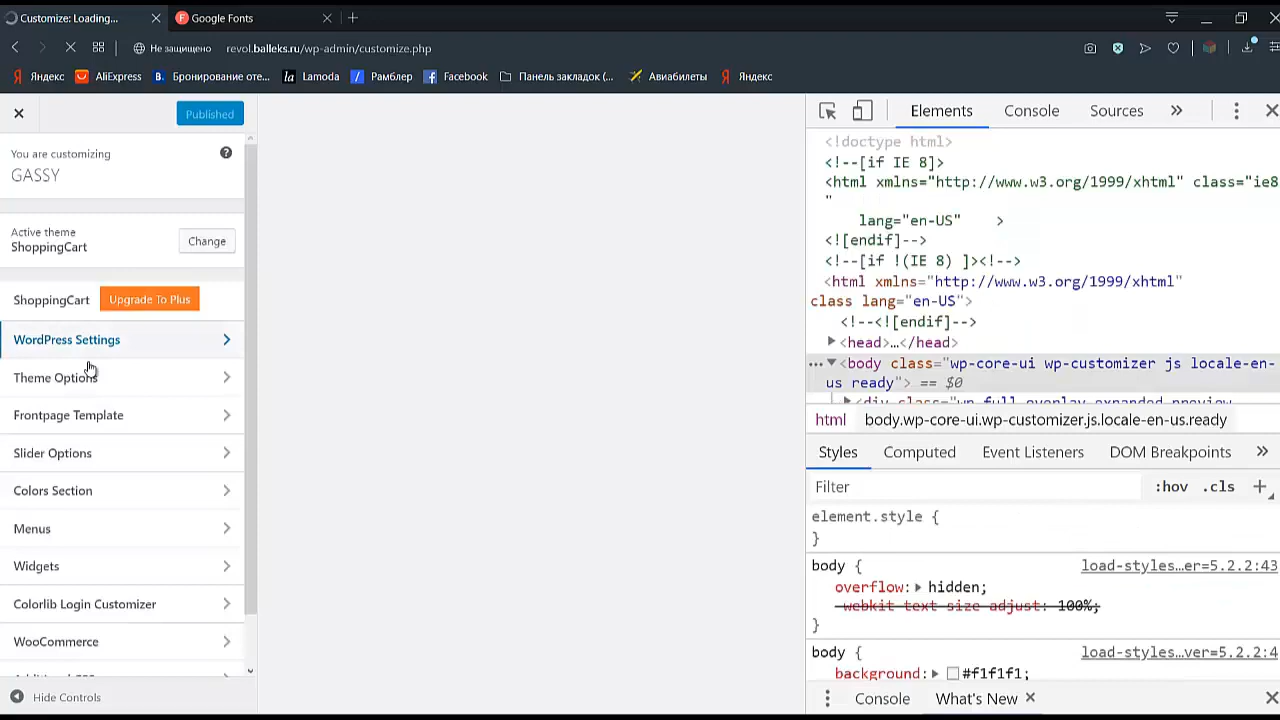 Customize: Loading...
Google Fonts
Не защищено
revol.balleks.ru/wp-admin/customize.php
Яндекс
AliExpress
Бронирование оте...
Lamoda
Рамблер
Facebook
Панель закладок (...
Авиабилеты
Яндекс
Published
You are customizing
GASSY
Active theme
ShoppingCart
Change
ShoppingCart
Upgrade To Plus
WordPress Settings
Theme Options
Frontpage Template
Slider Options
Colors Section
Menus
Widgets
Colorlib Login Customizer
WooCommerce
Hide Controls
Elements
Console
Sources
<!doctype html>
<!--[if IE 8]>
<html xmlns="http://www.w3.org/1999/xhtml" class="ie8
"
lang="en-US" >
<![endif]-->
<!--[if !(IE 8) ]><!-->
<html xmlns="http://www.w3.org/1999/xhtml"
class lang="en-US">
<!--<![endif]-->
<head>…</head>
<body class="wp-core-ui wp-customizer js locale-en-
us ready"> == $0
html
body.wp-core-ui.wp-customizer.js.locale-en-us.ready
Styles
Computed
Event Listeners
DOM Breakpoints
Filter
:hov
.cls
element.style {
}
body {
load-styles…er=5.2.2:43
overflow: hidden;
-webkit-text-size-adjust: 100%;
}
body {
load-styles…ver=5.2.2:4
background: #f1f1f1;
Console
What's New